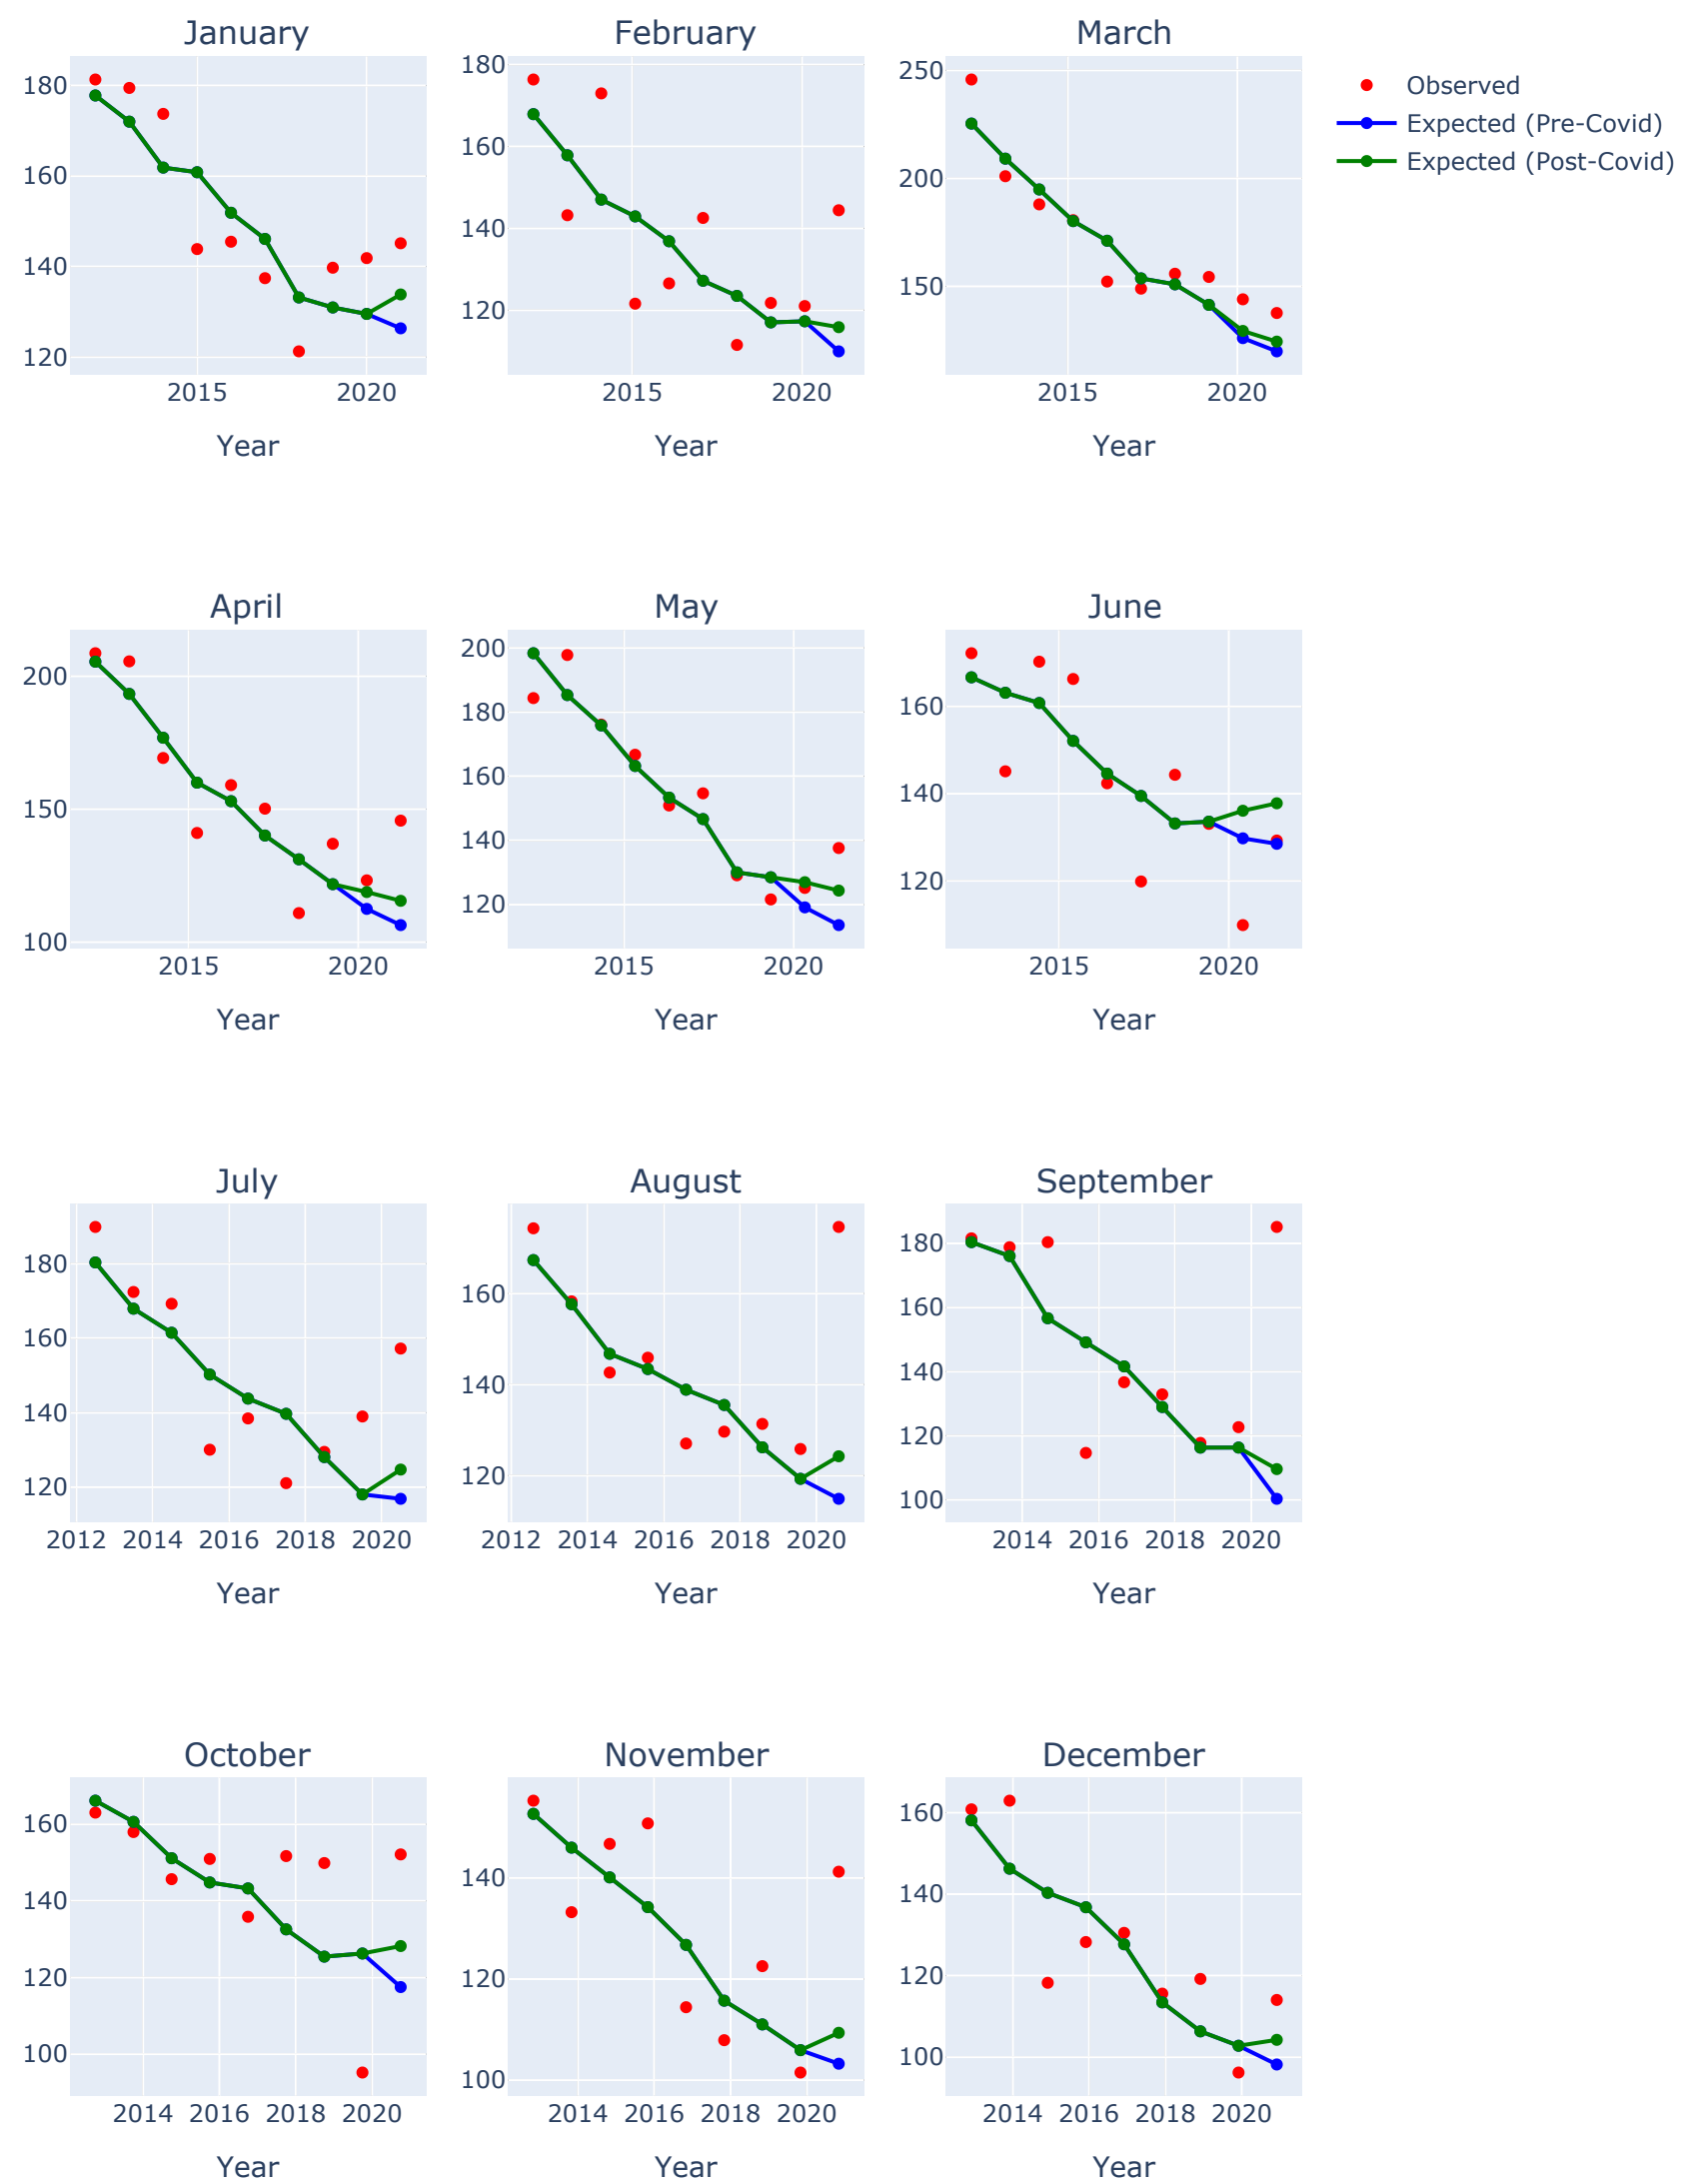 January
February
March
180
160
140
120
2015
2020
Year
180
160
140
120
2015
2020
Year
250
200
150
2015
2020
Year
Observed
Expected (Pre-Covid)
Expected (Post-Covid)
April
May
June
200
150
100
2015
2020
Year
200
180
160
140
120
2015
2020
Year
160
140
120
2015
2020
Year
July
August
September
180
160
140
120
2012 2014 2016 2018 2020
Year
160
140
120
2012 2014 2016 2018 2020
Year
180
160
140
120
100
2014 2016 2018 2020
Year
October
November
December
160
140
120
100
2014 2016 2018 2020
Year
140
120
100
2014 2016 2018 2020
Year
160
140
120
100
2014 2016 2018 2020
Year